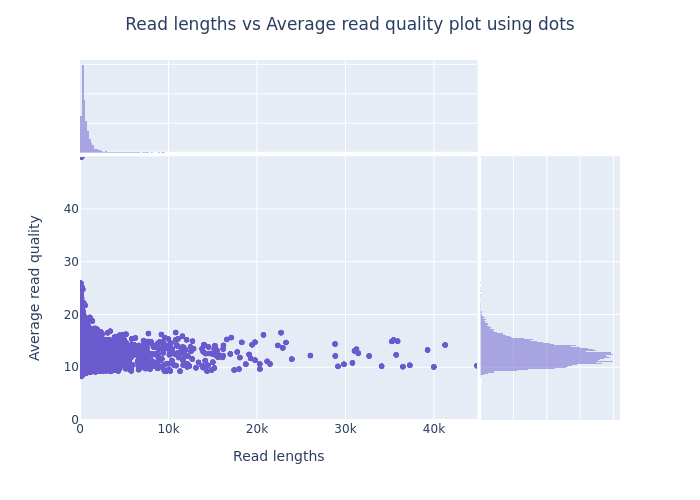 Read lengths vs Average read quality plot using dots
40
30
20
10
0
Average read quality
0 10k 20k 30k 40k
Read lengths